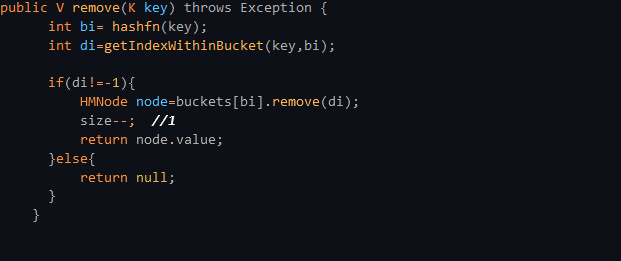 public V remove(K key) throws Exception {
int bi= hashfn(key);
int di=getIndexWithinBucket(key,bi);
if(di!=-1){
HMNode node=buckets[bi].remove(di);
size--; //1
return node.value;
}else{
return null;
}
}